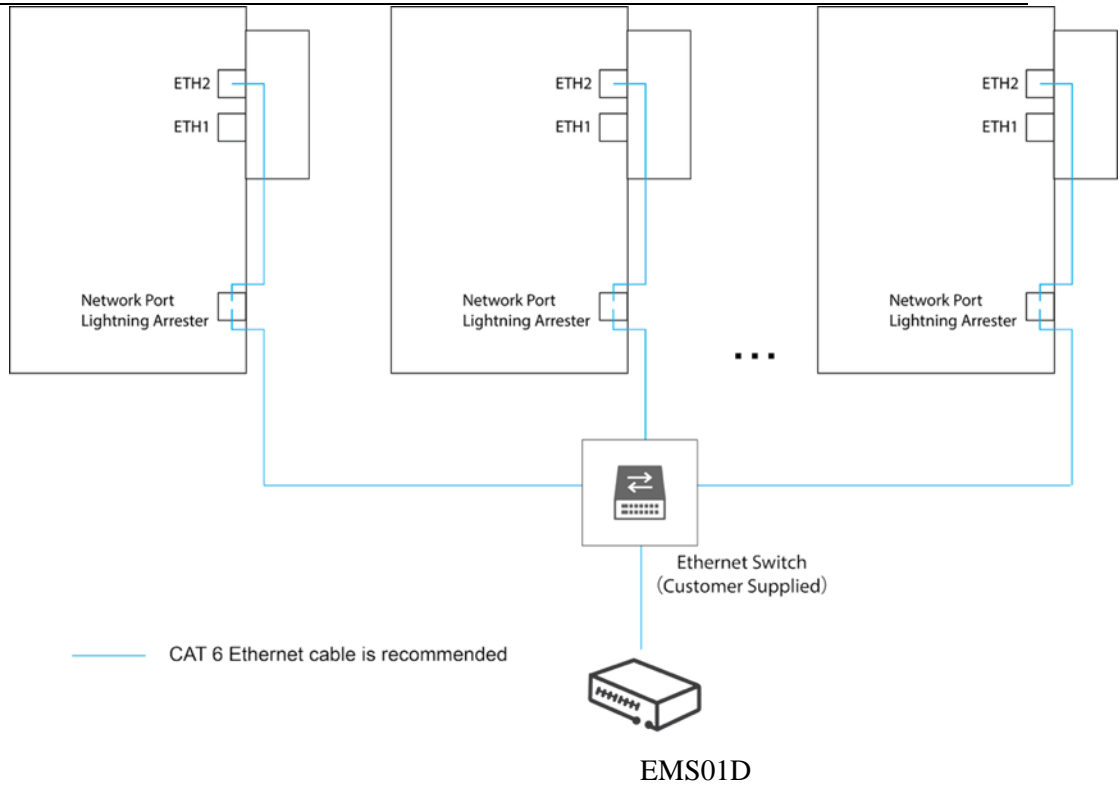 ETH2
ETH1
Network Port
Lightning Arrester
ETH2
ETH1
Network Port
Lightning Arrester
...
ETH2
ETH1
Network Port
Lightning Arrester
Ethernet Switch
（Customer Supplied）
CAT 6 Ethernet cable is recommended
EMS01D